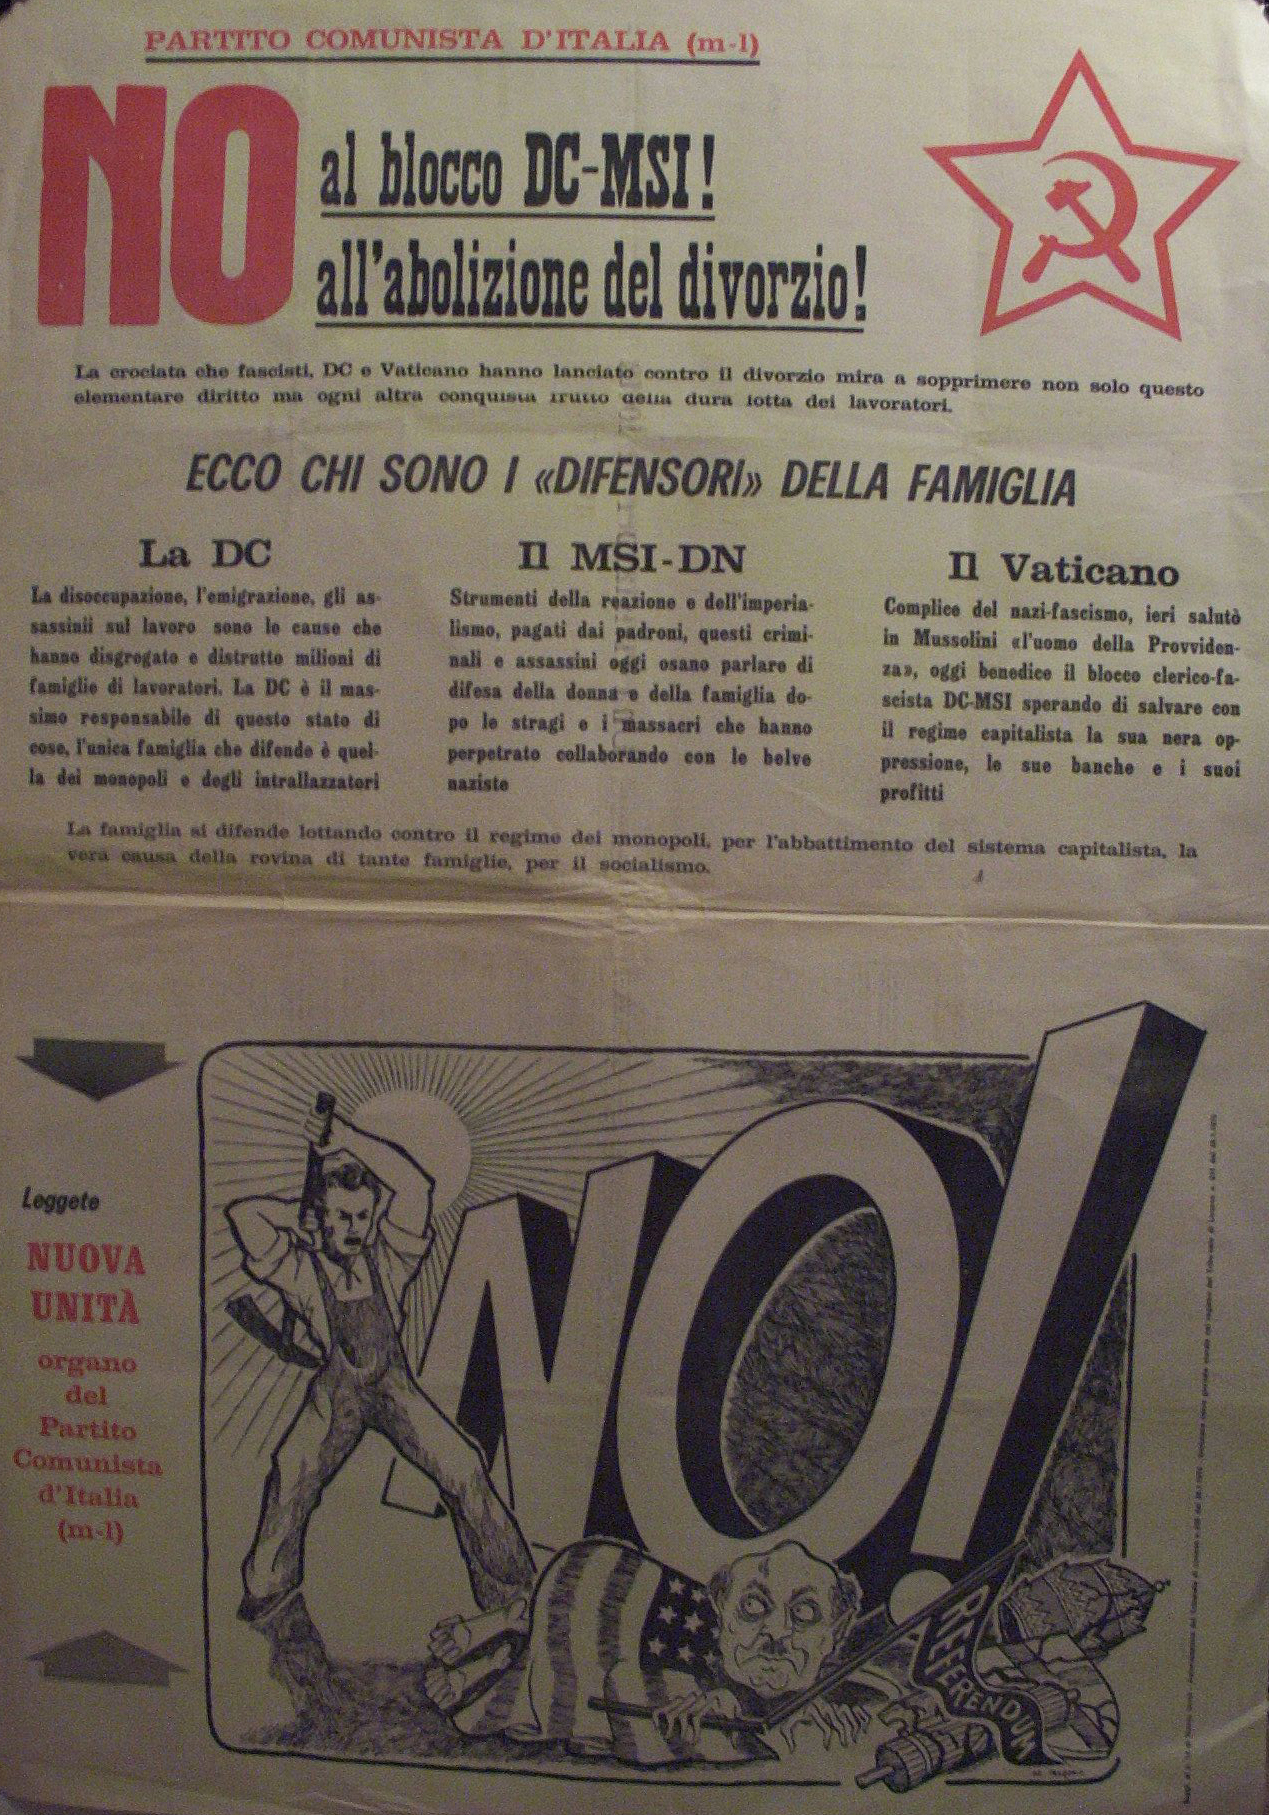 PARTITO COMUNISTA D'ITALIA (m-l)
NO
al blocco DC-MSI!
all'abolizione del divorzio!
La crociata che fascisti, DC e Vaticano hanno lanciato contro il divorzio mira a sopprimere non solo questo
elementare diritto ma ogni altra conquista frutto della dura lotta dei lavoratori.
ECCO CHI SONO I «DIFENSORI» DELLA FAMIGLIA
La DC
La disoccupazione, l'emigrazione, gli as-
sassinii sul lavoro sono le cause che
hanno disgregato e distrutto milioni di
famiglie di lavoratori. La DC è il mas-
simo responsabile di questo stato di
cose, l'unica famiglia che difende è quel-
la dei monopoli e degli intrallazzatori
Il MSI-DN
Strumenti della reazione e dell'imperia-
lismo, pagati dai padroni, questi crimi-
nali e assassini oggi osano parlare di
difesa della donna e della famiglia do-
po le stragi e i massacri che hanno
perpetrato collaborando con le belve
naziste
Il Vaticano
Complice del nazi-fascismo, ieri salutò
in Mussolini «l'uomo della Provviden-
za», oggi benedice il blocco clerico-fa-
scista DC-MSI sperando di salvare con
il regime capitalista la sua nera op-
pressione, le sue banche e i suoi
profitti
La famiglia si difende lottando contro il regime dei monopoli, per l'abbattimento del sistema capitalista, la
vera causa della rovina di tante famiglie, per il socialismo.
Leggete
NUOVA
UNITÀ
organo
del
Partito
Comunista
d'Italia
(m-l)
NO!
REFERENDUM